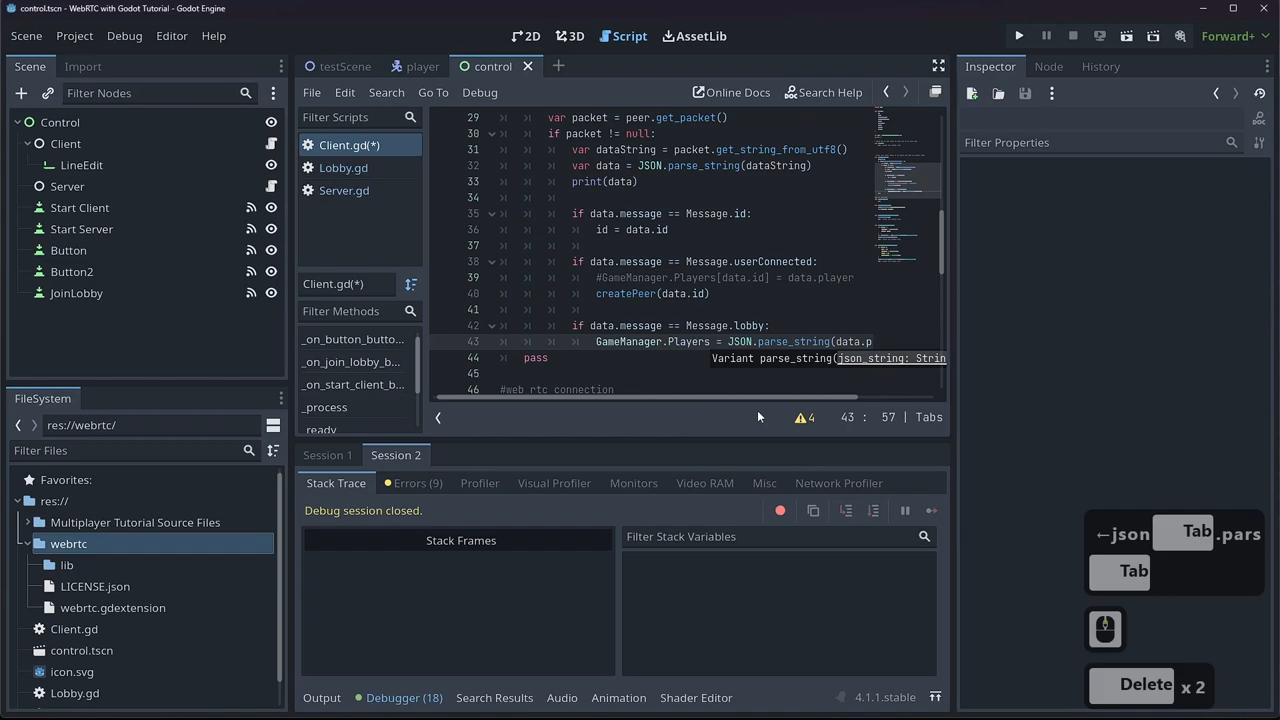 control.tscn - WebRTC with Godot Tutorial - Godot Engine
Scene Project Debug Editor Help
2D 3D Script AssetLib
Forward+
Scene Import
Filter Nodes
Control
Client
LineEdit
Server
Start Client
Start Server
Button
Button2
JoinLobby
FileSystem
res://webrtc/
Filter Files
Favorites:
res://
Multiplayer Tutorial Source Files
webrtc
lib
LICENSE.json
webrtc.gdextension
Client.gd
control.tscn
icon.svg
Lobby.gd
testScene player control
File Edit Search Go To Debug Online Docs Search Help
Filter Scripts
Client.gd(*)
Lobby.gd
Server.gd
Client.gd(*)
Filter Methods
_on_button_butto...
_on_join_lobby_b...
_on_start_client_b...
_process
ready
29 var packet = peer.get_packet()
30 if packet != null:
31 var dataString = packet.get_string_from_utf8()
32 var data = JSON.parse_string(dataString)
33 print(data)
34
35 if data.message == Message.id:
36 id = data.id
37
38 if data.message == Message.userConnected:
39 #GameManager.Players[data.id] = data.player
40 createPeer(data.id)
41
42 if data.message == Message.lobby:
43 GameManager.Players = JSON.parse_string(data.p
44 pass
Variant parse_string(json_string: Strin
45
46 #web rtc connection
4 43 : 57 | Tabs
Session 1 Session 2
Stack Trace Errors (9) Profiler Visual Profiler Monitors Video RAM Misc Network Profiler
Debug session closed.
Stack Frames
Filter Stack Variables
Output Debugger (18) Search Results Audio Animation Shader Editor 4.1.1.stable
Inspector Node History
Filter Properties
←json Tab .pars
Tab
Delete x 2